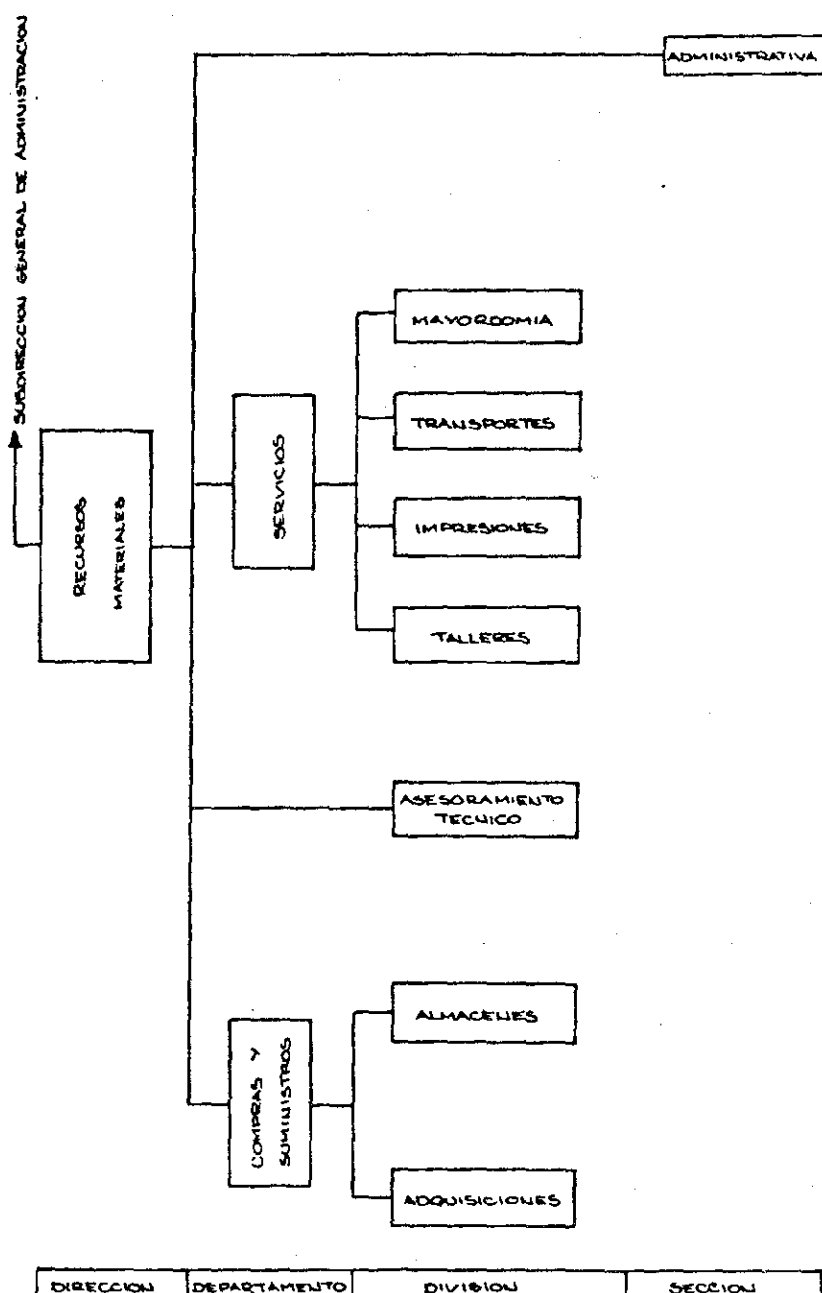 SUBDIRECCION GENERAL DE ADMINISTRACION
ADMINISTRATIVA
RECURSOS
MATERIALES
SERVICIOS
MAYORDOMIA
TRANSPORTES
IMPRESIONES
TALLERES
ASESORAMIENTO
TECNICO
COMPRAS Y
SUMINISTROS
ALMACENES
ADQUISICIONES
DIRECCION
DEPARTAMENTO
DIVISION
SECCION